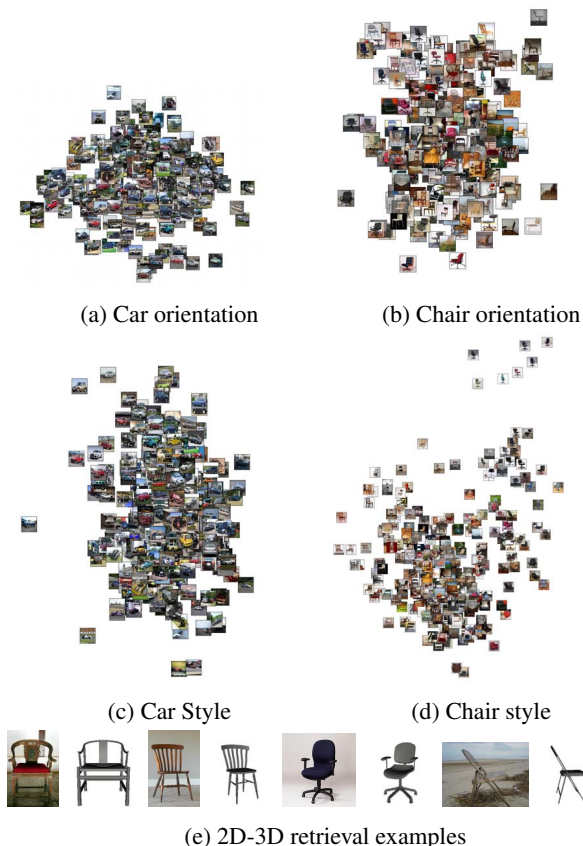 (a) Car orientation
(b) Chair orientation
(c) Car Style
(d) Chair style
(e) 2D-3D retrieval examples